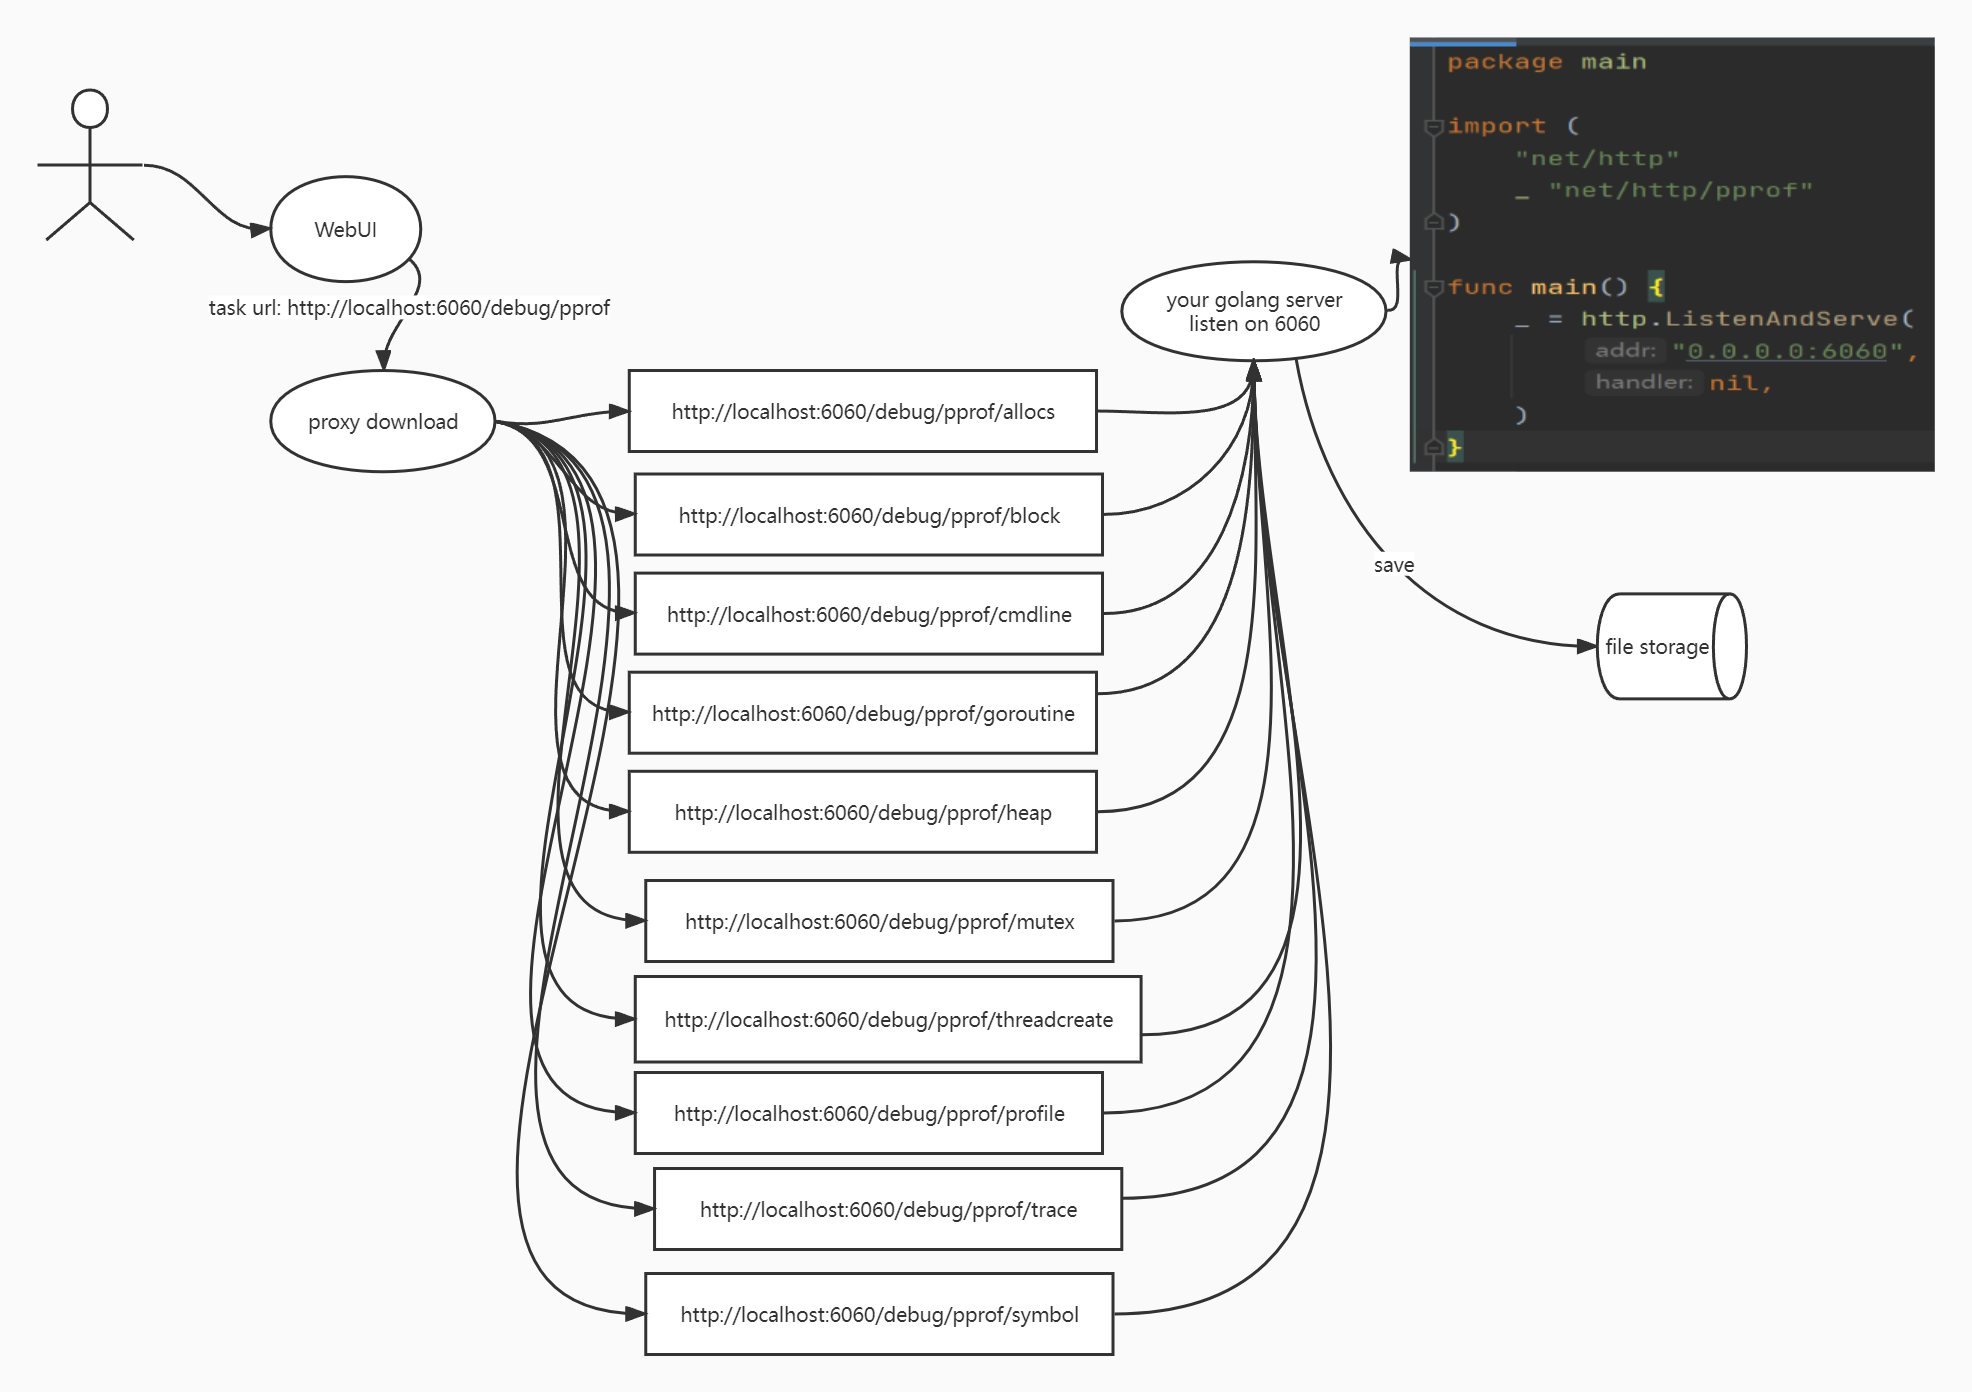 WebUI
task url: http://localhost:6060/debug/pprof
proxy download
http://localhost:6060/debug/pprof/allocs
http://localhost:6060/debug/pprof/block
http://localhost:6060/debug/pprof/cmdline
http://localhost:6060/debug/pprof/goroutine
http://localhost:6060/debug/pprof/heap
http://localhost:6060/debug/pprof/mutex
http://localhost:6060/debug/pprof/threadcreate
http://localhost:6060/debug/pprof/profile
http://localhost:6060/debug/pprof/trace
http://localhost:6060/debug/pprof/symbol
your golang server
listen on 6060
save
file storage
package main
import (
"net/http"
_ "net/http/pprof"
)
func main() {
_ = http.ListenAndServe(
addr: "0.0.0.0:6060",
handler: nil,
)
}